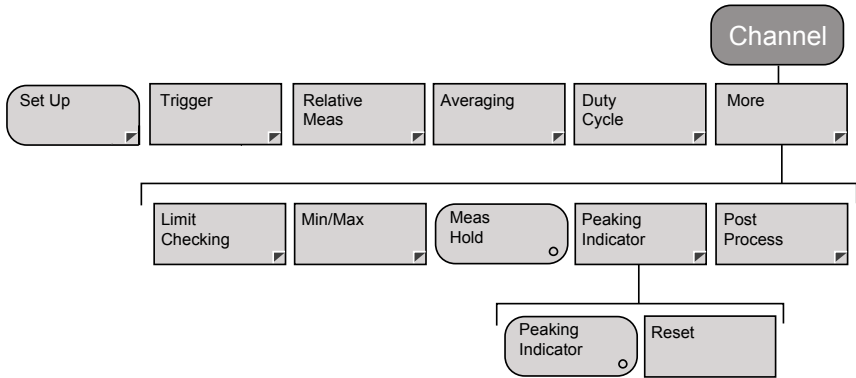 Channel
Set Up
Trigger
Relative
Meas
Averaging
Duty
Cycle
More
Limit
Checking
Min/Max
Meas
Hold
Peaking
Indicator
Post
Process
Peaking
Indicator
Reset